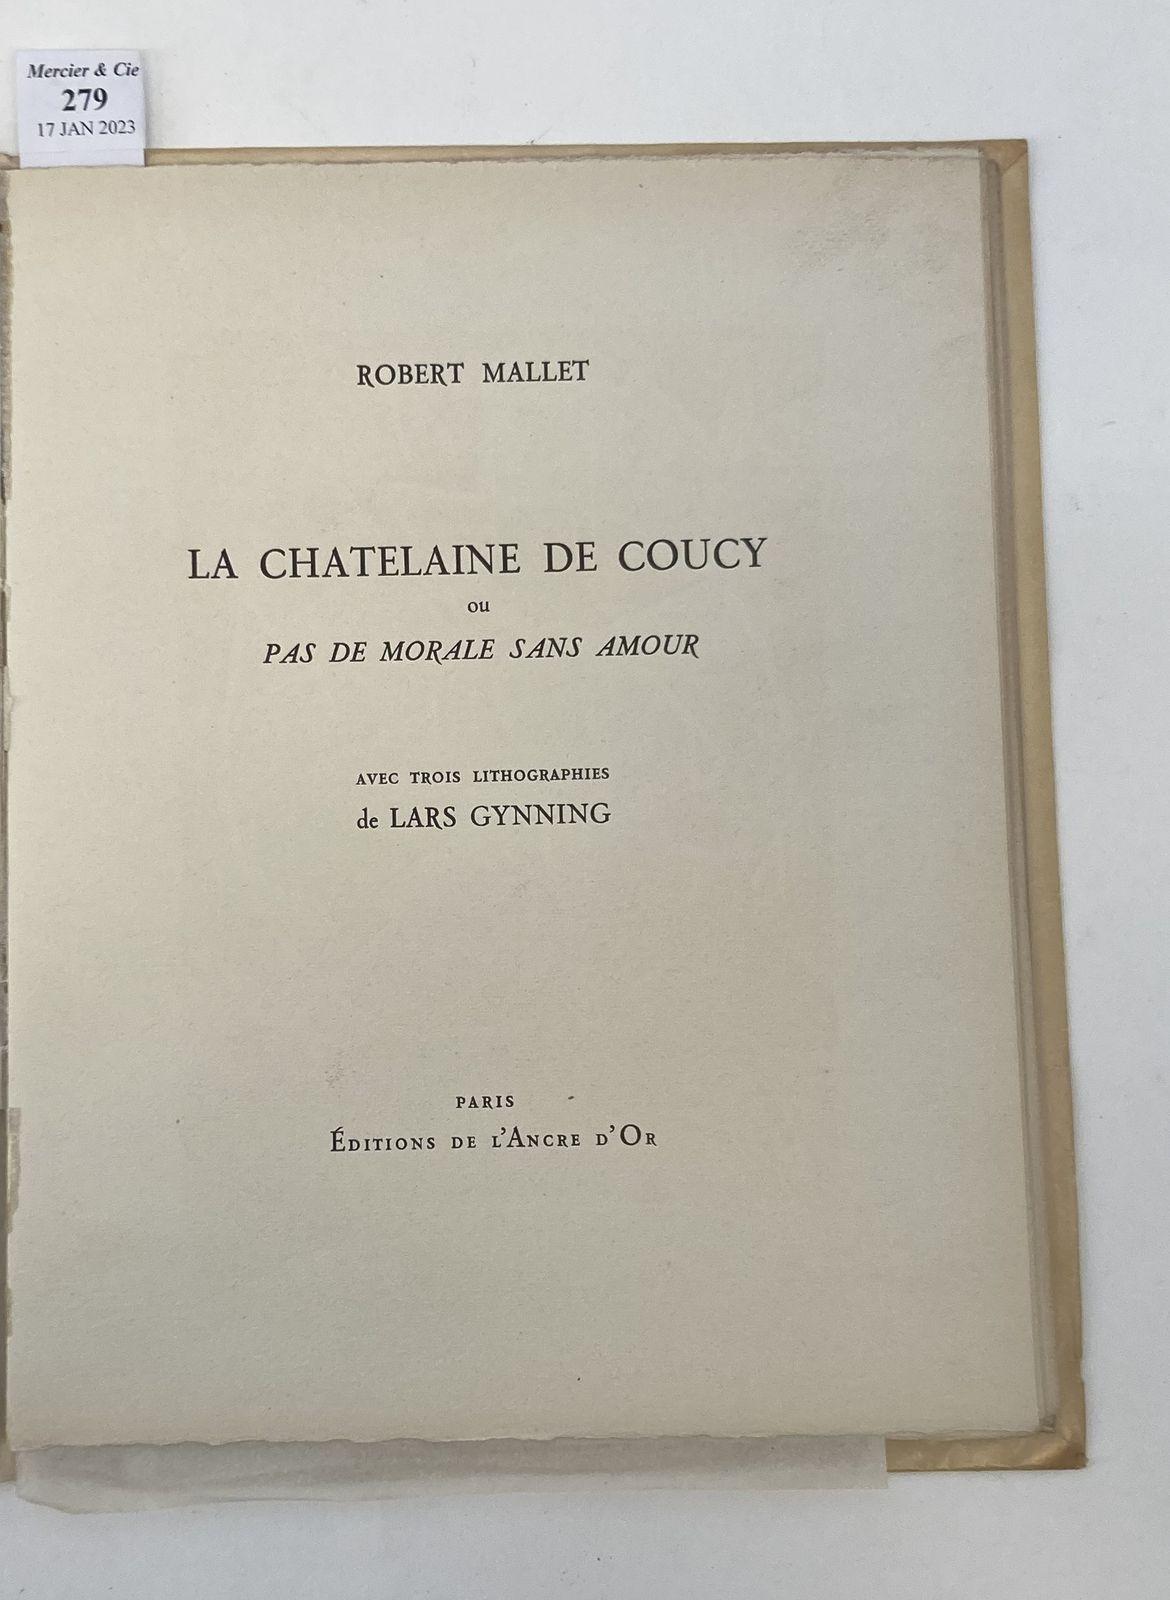 Mercier & Cie
279
17 JAN 2023
ROBERT MALLET
LA CHATELAINE DE COUCY
ou
PAS DE MORALE SANS AMOUR
AVEC TROIS LITHOGRAPHIES
de LARS GYNNING
PARIS
ÉDITIONS DE L'ANCRE D'OR